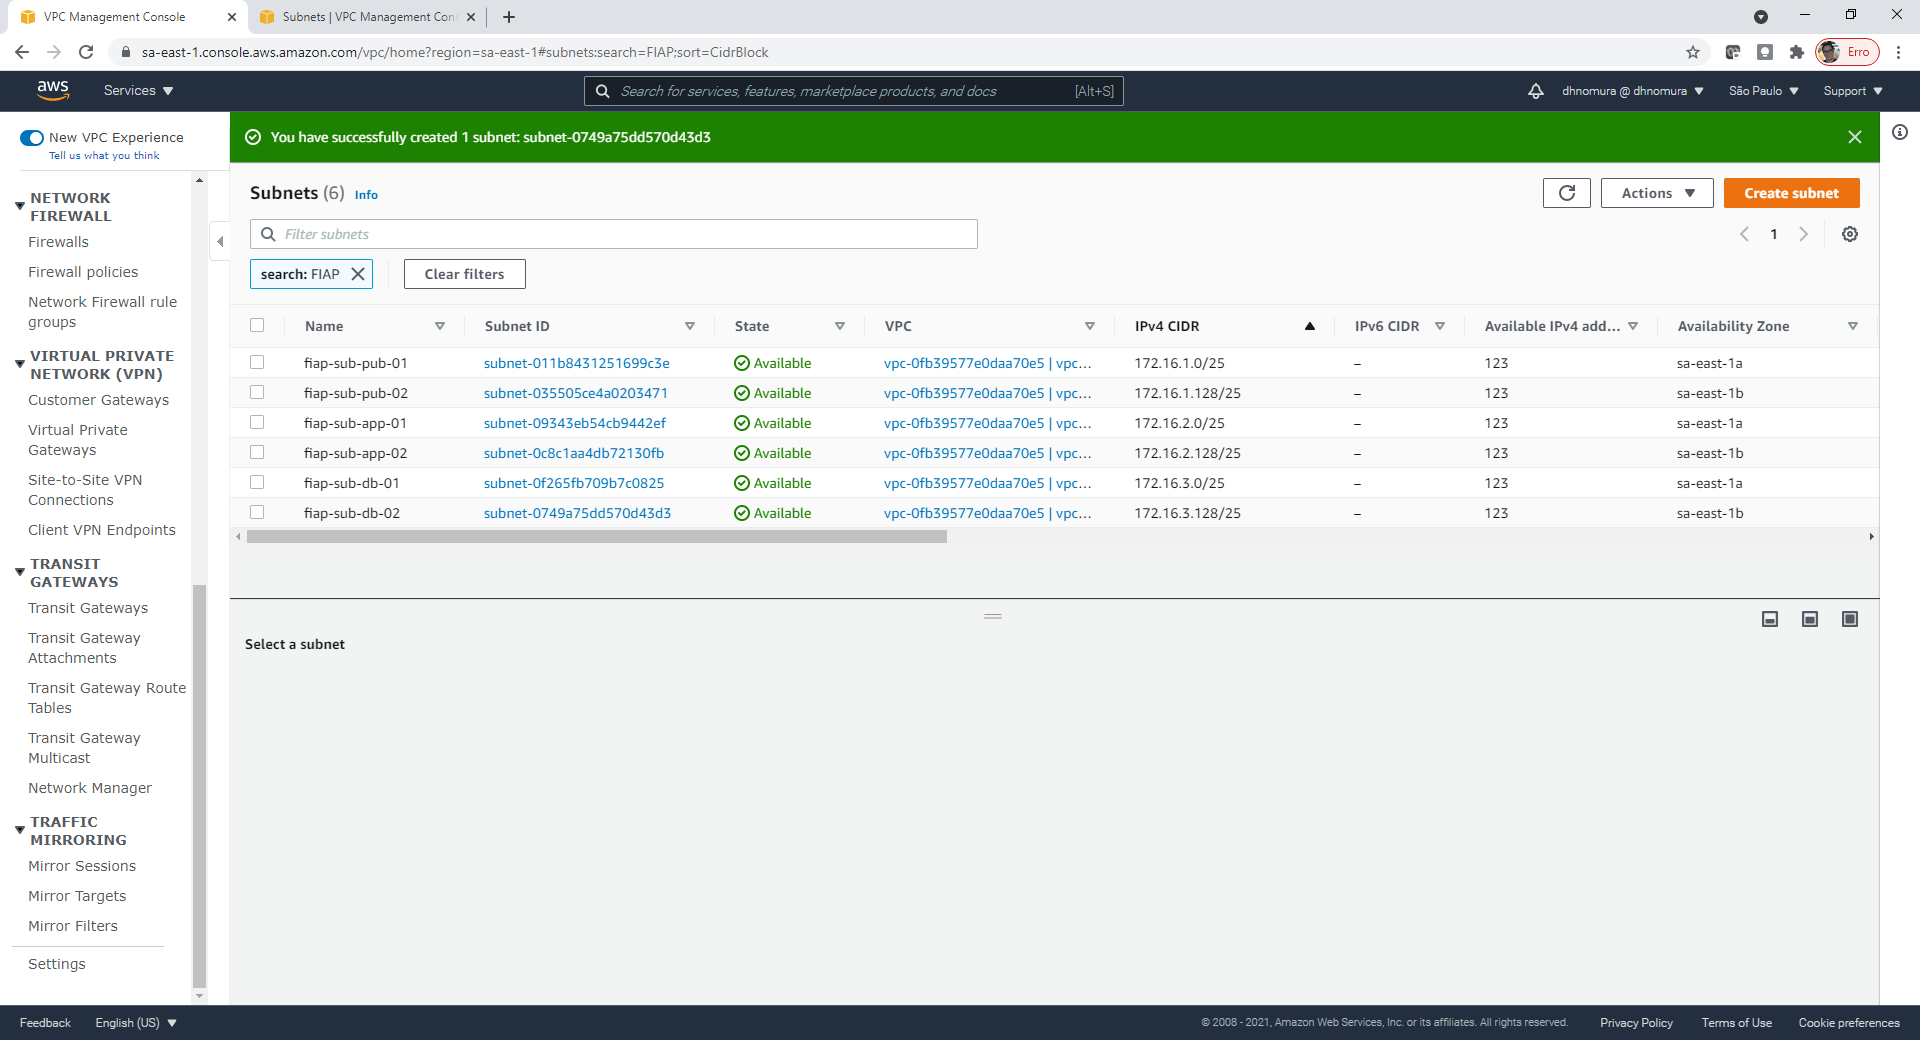 VPC Management Console
Subnets | VPC Management Con
sa-east-1.console.aws.amazon.com/vpc/home?region=sa-east-1#subnets:search=FIAP;sort=CidrBlock
Erro
aws
Services
Search for services, features, marketplace products, and docs
[Alt+S]
dhnomura @ dhnomura
São Paulo
Support
New VPC Experience
Tell us what you think
NETWORK
FIREWALL
Firewalls
Firewall policies
Network Firewall rule
groups
VIRTUAL PRIVATE
NETWORK (VPN)
Customer Gateways
Virtual Private
Gateways
Site-to-Site VPN
Connections
Client VPN Endpoints
TRANSIT
GATEWAYS
Transit Gateways
Transit Gateway
Attachments
Transit Gateway Route
Tables
Transit Gateway
Multicast
Network Manager
TRAFFIC
MIRRORING
Mirror Sessions
Mirror Targets
Mirror Filters
Settings
You have successfully created 1 subnet: subnet-0749a75dd570d43d3
Subnets (6) Info
Actions
Create subnet
Filter subnets
1
search: FIAP
Clear filters
Name Subnet ID State VPC IPv4 CIDR IPv6 CIDR Available IPv4 add... Availability Zone
fiap-sub-pub-01 subnet-011b8431251699c3e Available vpc-0fb39577e0daa70e5 | vpc... 172.16.1.0/25 – 123 sa-east-1a
fiap-sub-pub-02 subnet-035505ce4a0203471 Available vpc-0fb39577e0daa70e5 | vpc... 172.16.1.128/25 – 123 sa-east-1b
fiap-sub-app-01 subnet-09343eb54cb9442ef Available vpc-0fb39577e0daa70e5 | vpc... 172.16.2.0/25 – 123 sa-east-1a
fiap-sub-app-02 subnet-0c8c1aa4db72130fb Available vpc-0fb39577e0daa70e5 | vpc... 172.16.2.128/25 – 123 sa-east-1b
fiap-sub-db-01 subnet-0f265fb709b7c0825 Available vpc-0fb39577e0daa70e5 | vpc... 172.16.3.0/25 – 123 sa-east-1a
fiap-sub-db-02 subnet-0749a75dd570d43d3 Available vpc-0fb39577e0daa70e5 | vpc... 172.16.3.128/25 – 123 sa-east-1b
Select a subnet
Feedback
English (US)
© 2008 - 2021, Amazon Web Services, Inc. or its affiliates. All rights reserved.
Privacy Policy
Terms of Use
Cookie preferences